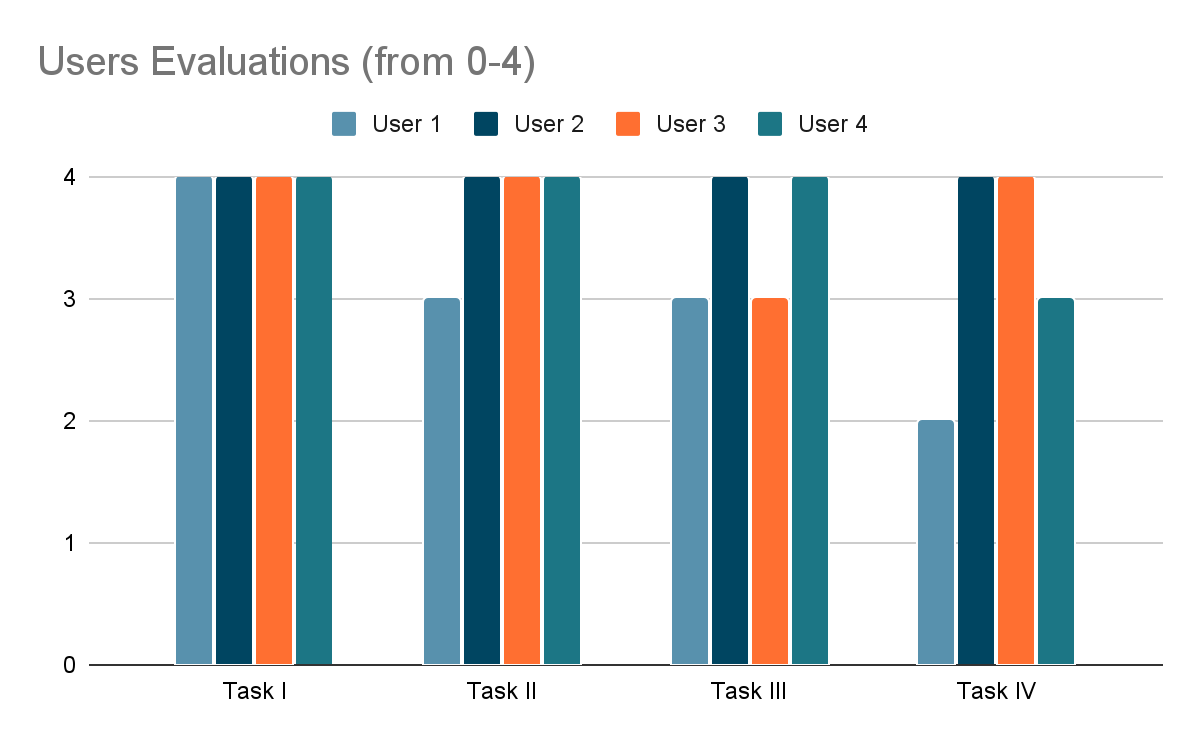 Users Evaluations (from 0-4)
User 1 User 2 User 3 User 4
4
3
2
1
0
Task I Task II Task III Task IV